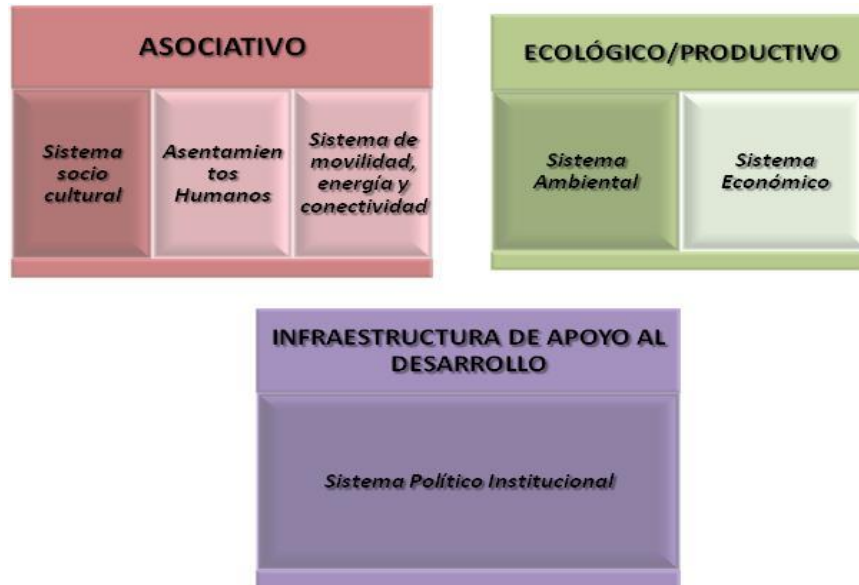 ASOCIATIVO
Sistema
socio
cultural
Asentamien
tos
Humanos
Sistema de
movilidad,
energía y
conectividad
ECOLÓGICO/PRODUCTIVO
Sistema
Ambiental
Sistema
Económico
INFRAESTRUCTURA DE APOYO AL
DESARROLLO
Sistema Político Institucional